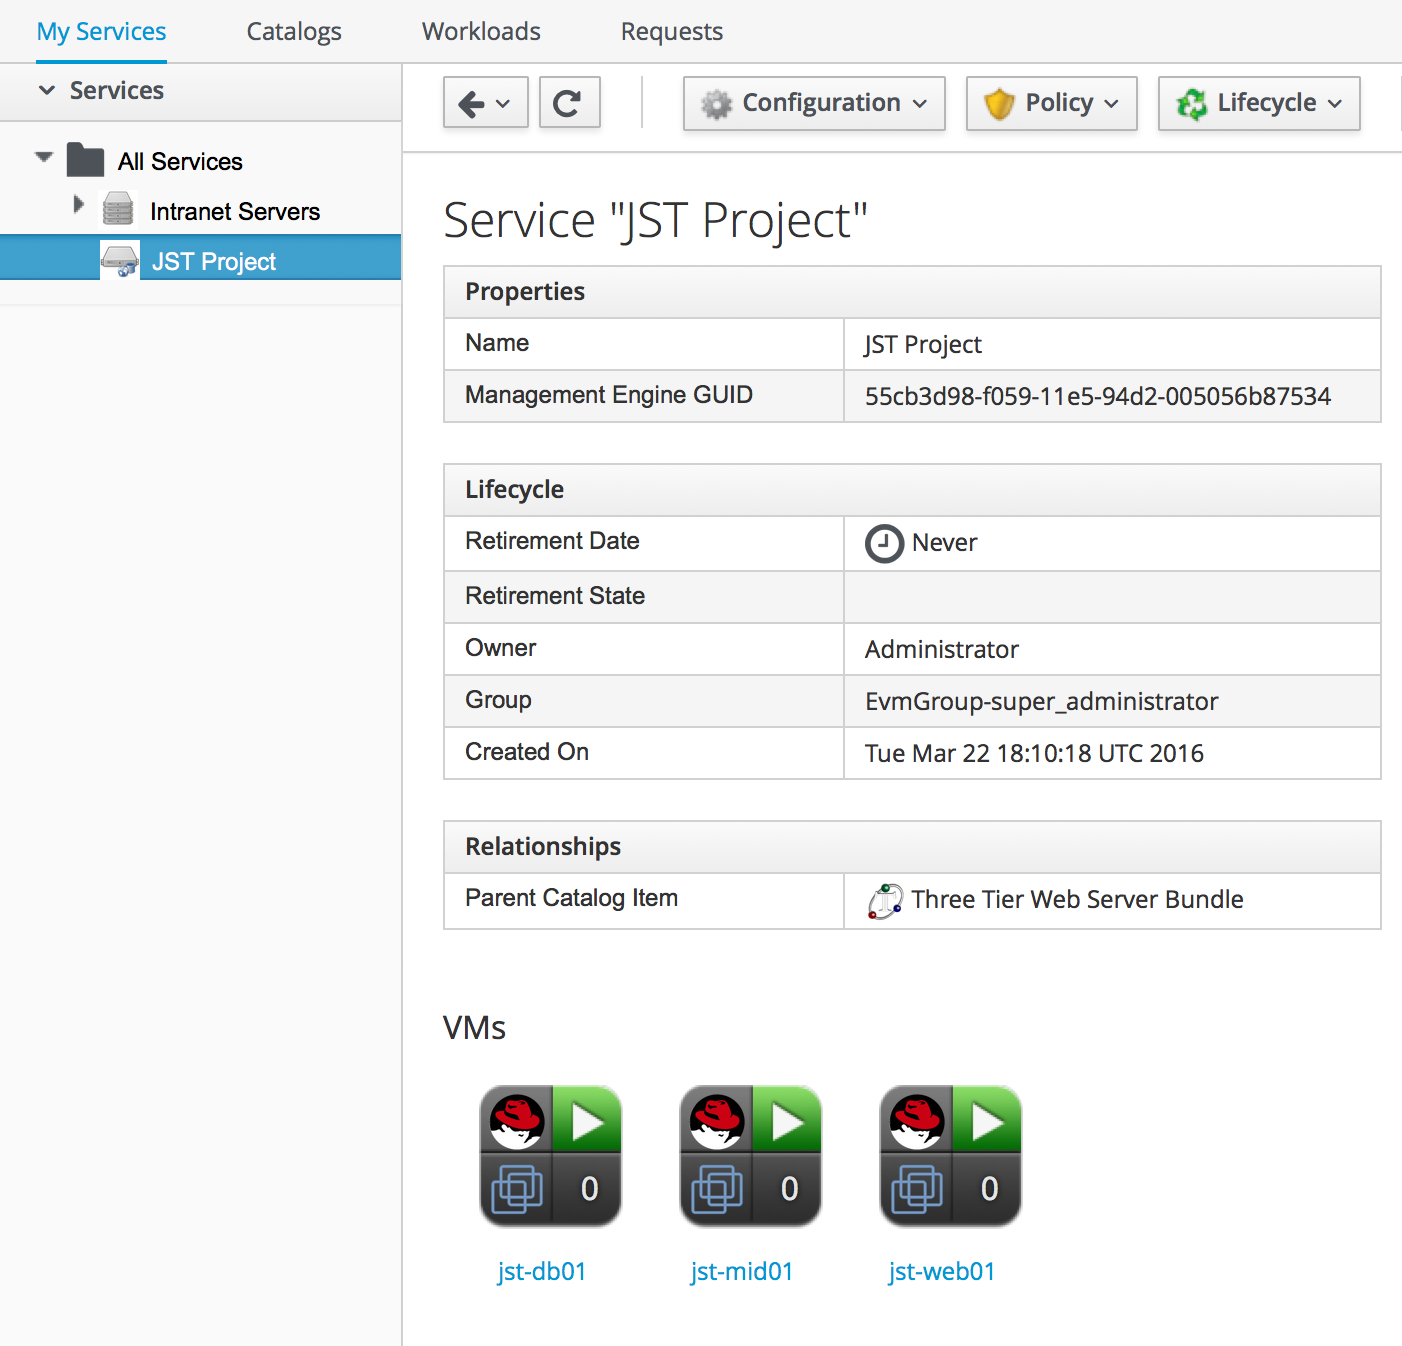 My Services Catalogs Workloads Requests
Services
Configuration Policy Lifecycle
All Services
Intranet Servers
JST Project
Service "JST Project"
Properties
Name JST Project
Management Engine GUID 55cb3d98-f059-11e5-94d2-005056b87534
Lifecycle
Retirement Date Never
Retirement State
Owner Administrator
Group EvmGroup-super_administrator
Created On Tue Mar 22 18:10:18 UTC 2016
Relationships
Parent Catalog Item Three Tier Web Server Bundle
VMs
0 0 0
jst-db01 jst-mid01 jst-web01